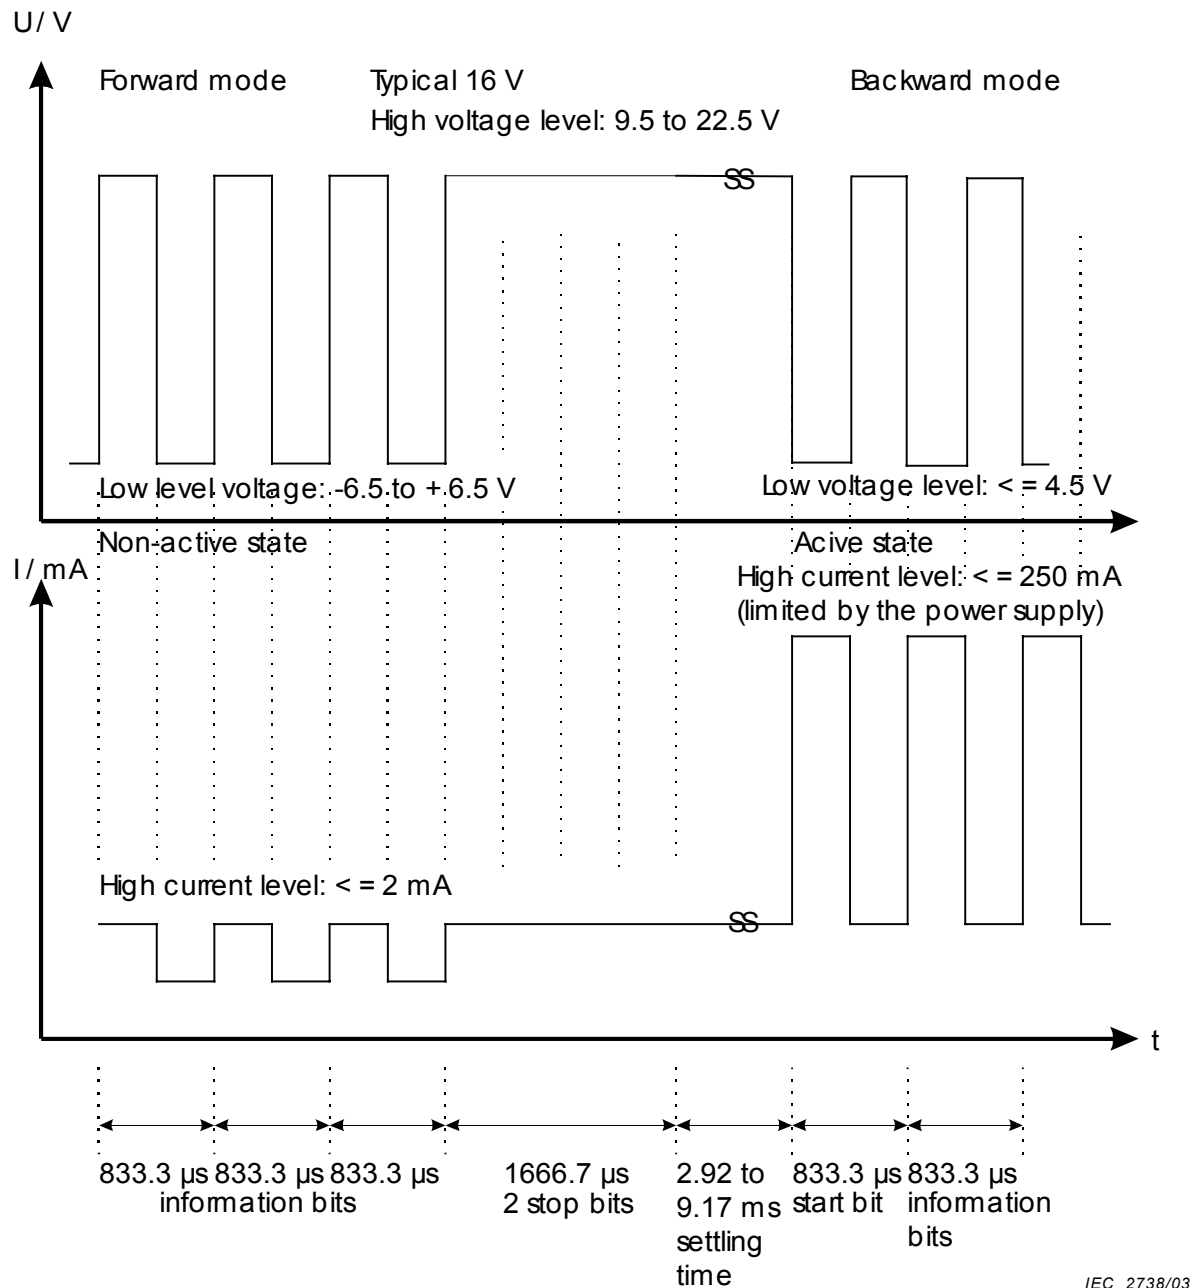 U/ V
Forward mode
Typical 16 V
Backward mode
High voltage level: 9.5 to 22.5 V
SS
Low level voltage: -6.5 to + 6.5 V
Low voltage level: < = 4.5 V
Non-active state
Acive state
I / mA
High current level: < = 250 mA
(limited by the power supply)
High current level: < = 2 mA
SS
t
833.3 µs
833.3 µs
833.3 µs
information bits
1666.7 µs
2 stop bits
2.92 to
9.17 ms
settling
time
833.3 µs
start bit
833.3 µs
information
bits
IEC 2738/03